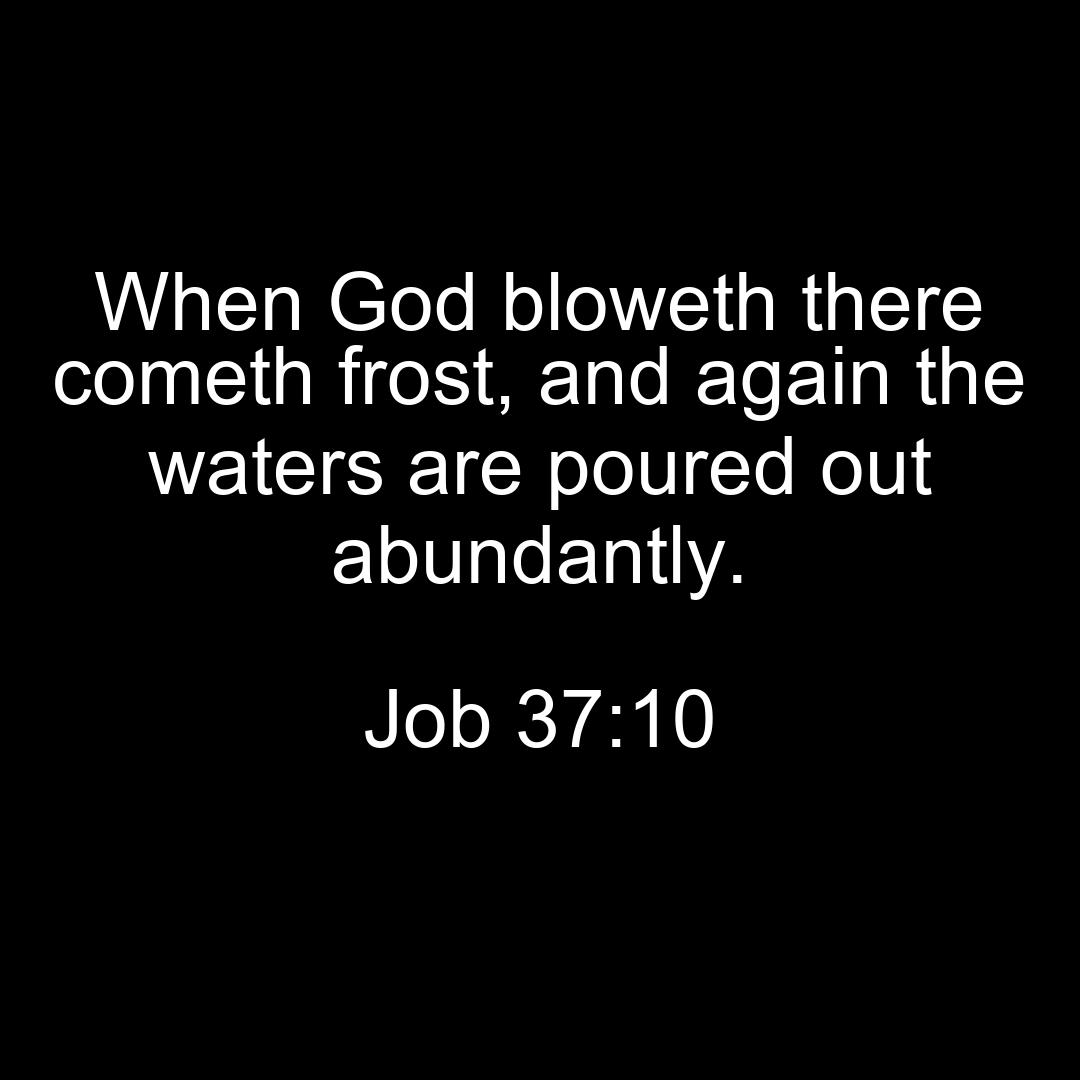 When God bloweth there
cometh frost, and again the
waters are poured out
abundantly.
Job 37:10